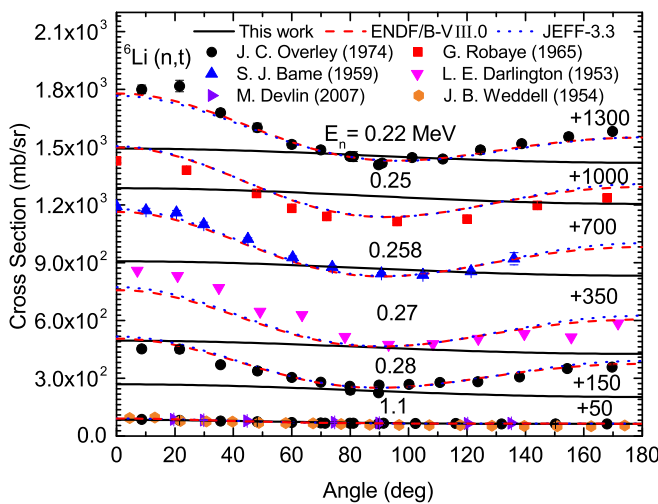 This work ENDF/B-VIII.0 JEFF-3.3
⁶Li (n,t) J. C. Overley (1974) G. Robaye (1965)
S. J. Bame (1959) L. E. Darlington (1953)
M. Devlin (2007) J. B. Weddell (1954)
2.1x10³
1.8x10³
1.5x10³
1.2x10³
9.0x10²
6.0x10²
3.0x10²
0.0
Cross Section (mb/sr)
Eₙ = 0.22 MeV +1300
0.25 +1000
0.258 +700
0.27 +350
0.28 +150
1.1 +50
0 20 40 60 80 100 120 140 160 180
Angle (deg)